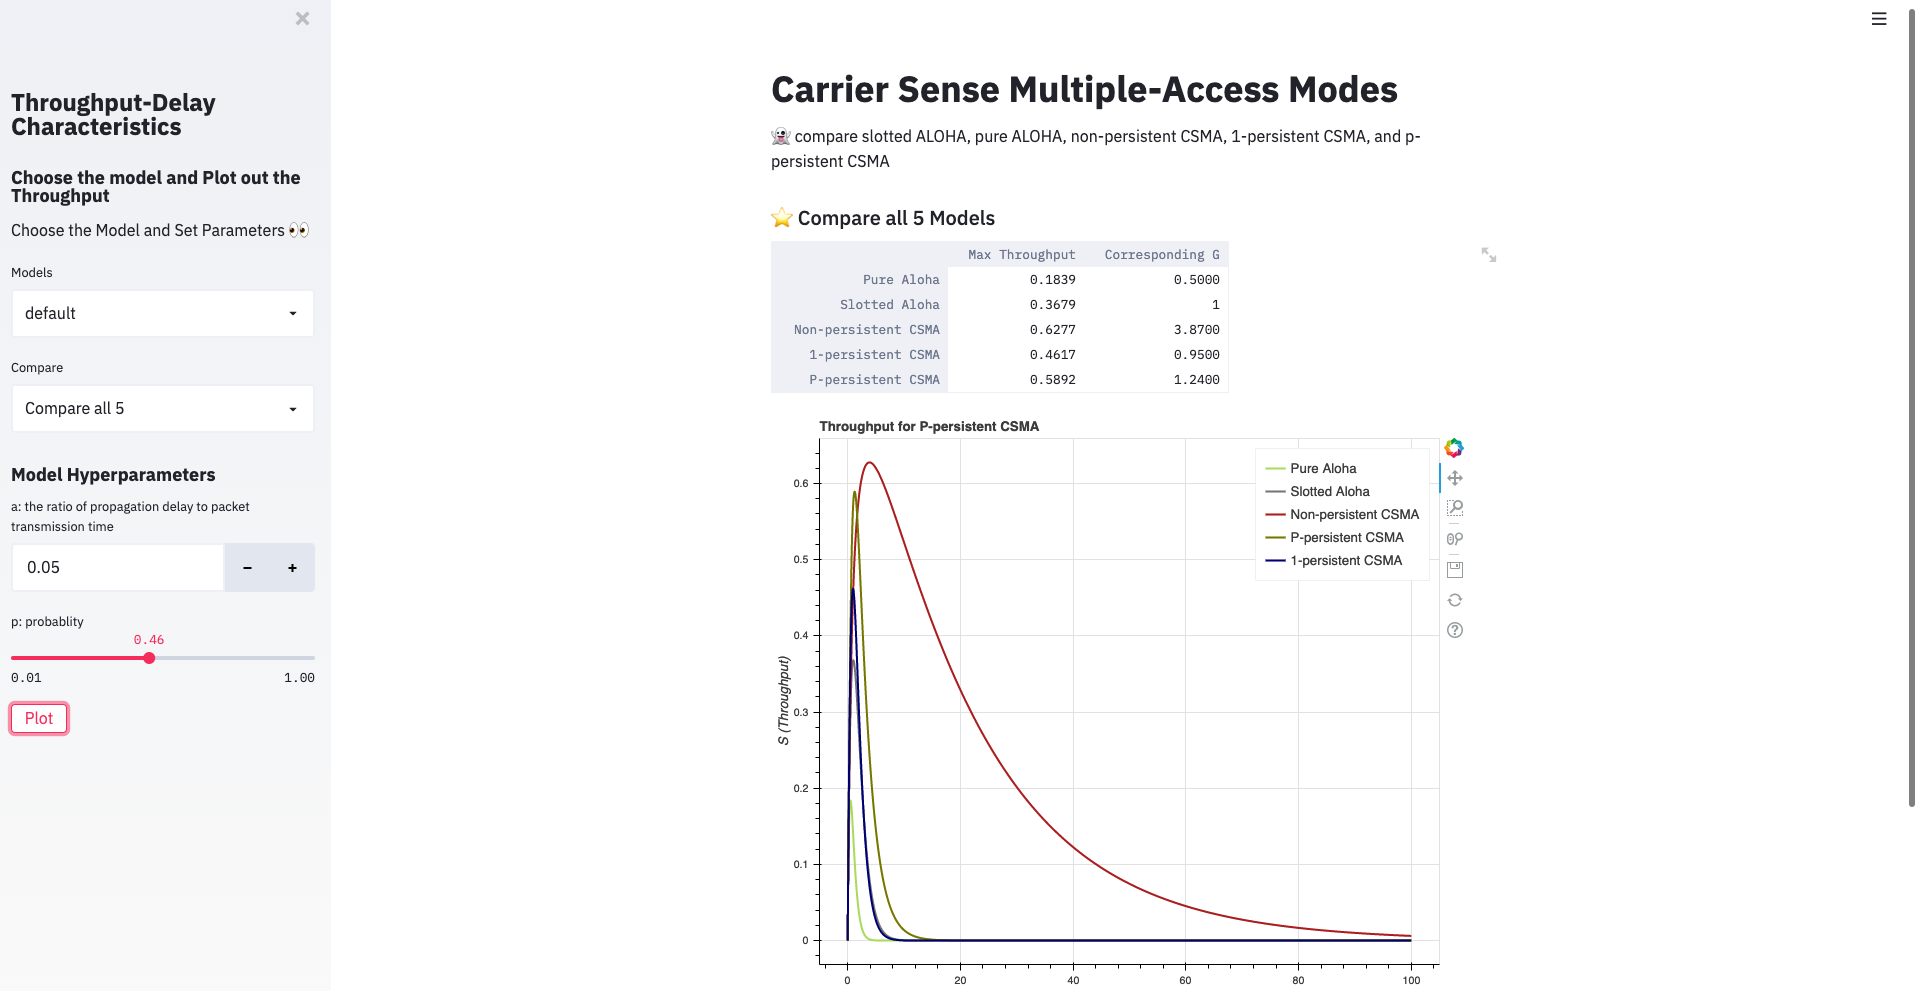 Throughput-Delay
Characteristics
Choose the model and Plot out the
Throughput
Choose the Model and Set Parameters 👀
Models
default
Compare
Compare all 5
Model Hyperparameters
a: the ratio of propagation delay to packet
transmission time
0.05
− +
p: probablity
0.46
0.01 1.00
Plot
Carrier Sense Multiple-Access Modes
👻 compare slotted ALOHA, pure ALOHA, non-persistent CSMA, 1-persistent CSMA, and p-
persistent CSMA
⭐ Compare all 5 Models
Max Throughput Corresponding G
Pure Aloha 0.1839 0.5000
Slotted Aloha 0.3679 1
Non-persistent CSMA 0.6277 3.8700
1-persistent CSMA 0.4617 0.9500
P-persistent CSMA 0.5892 1.2400
Throughput for P-persistent CSMA
Pure Aloha
Slotted Aloha
Non-persistent CSMA
P-persistent CSMA
1-persistent CSMA
S (Throughput)
0.6
0.5
0.4
0.3
0.2
0.1
0
0 20 40 60 80 100